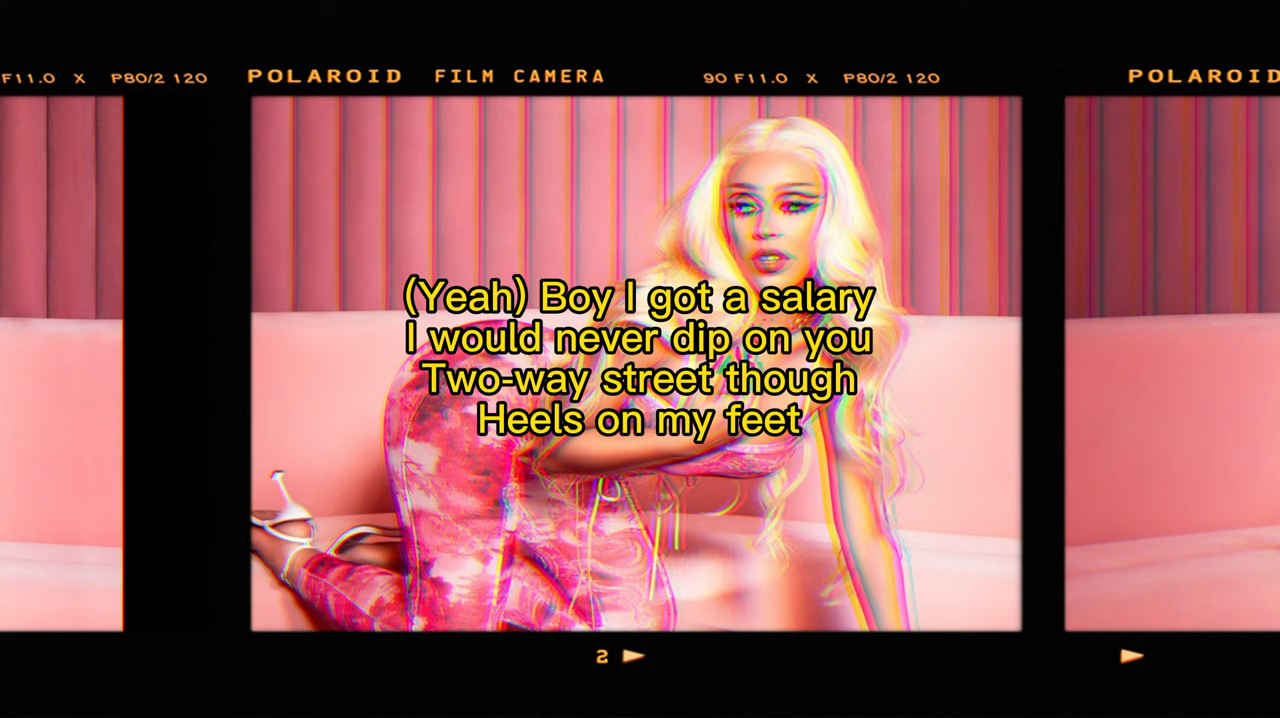 F11.0 X P80/2 120 POLAROID FILM CAMERA 90 F11.0 X P80/2 120 POLAROID
(Yeah) Boy I got a salary
I would never dip on you
Two-way street though
Heels on my feet
2